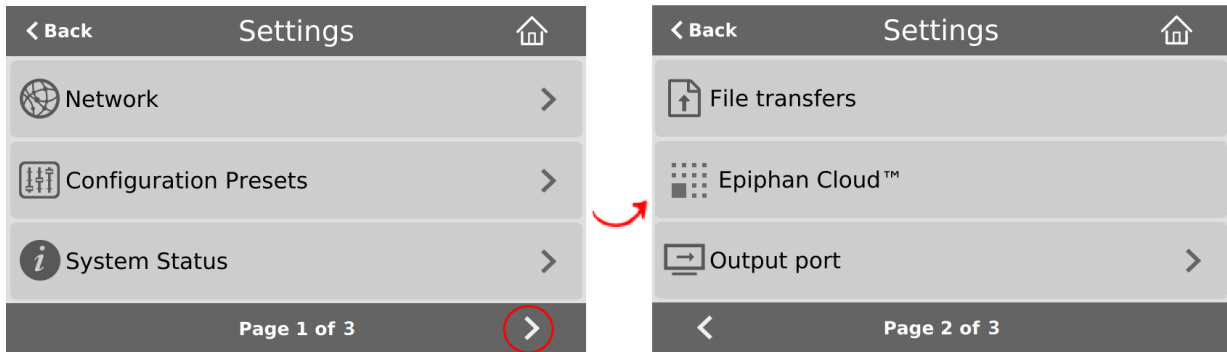 Back Settings
Network
Configuration Presets
System Status
Page 1 of 3
Back Settings
File transfers
Epiphan Cloud™
Output port
Page 2 of 3